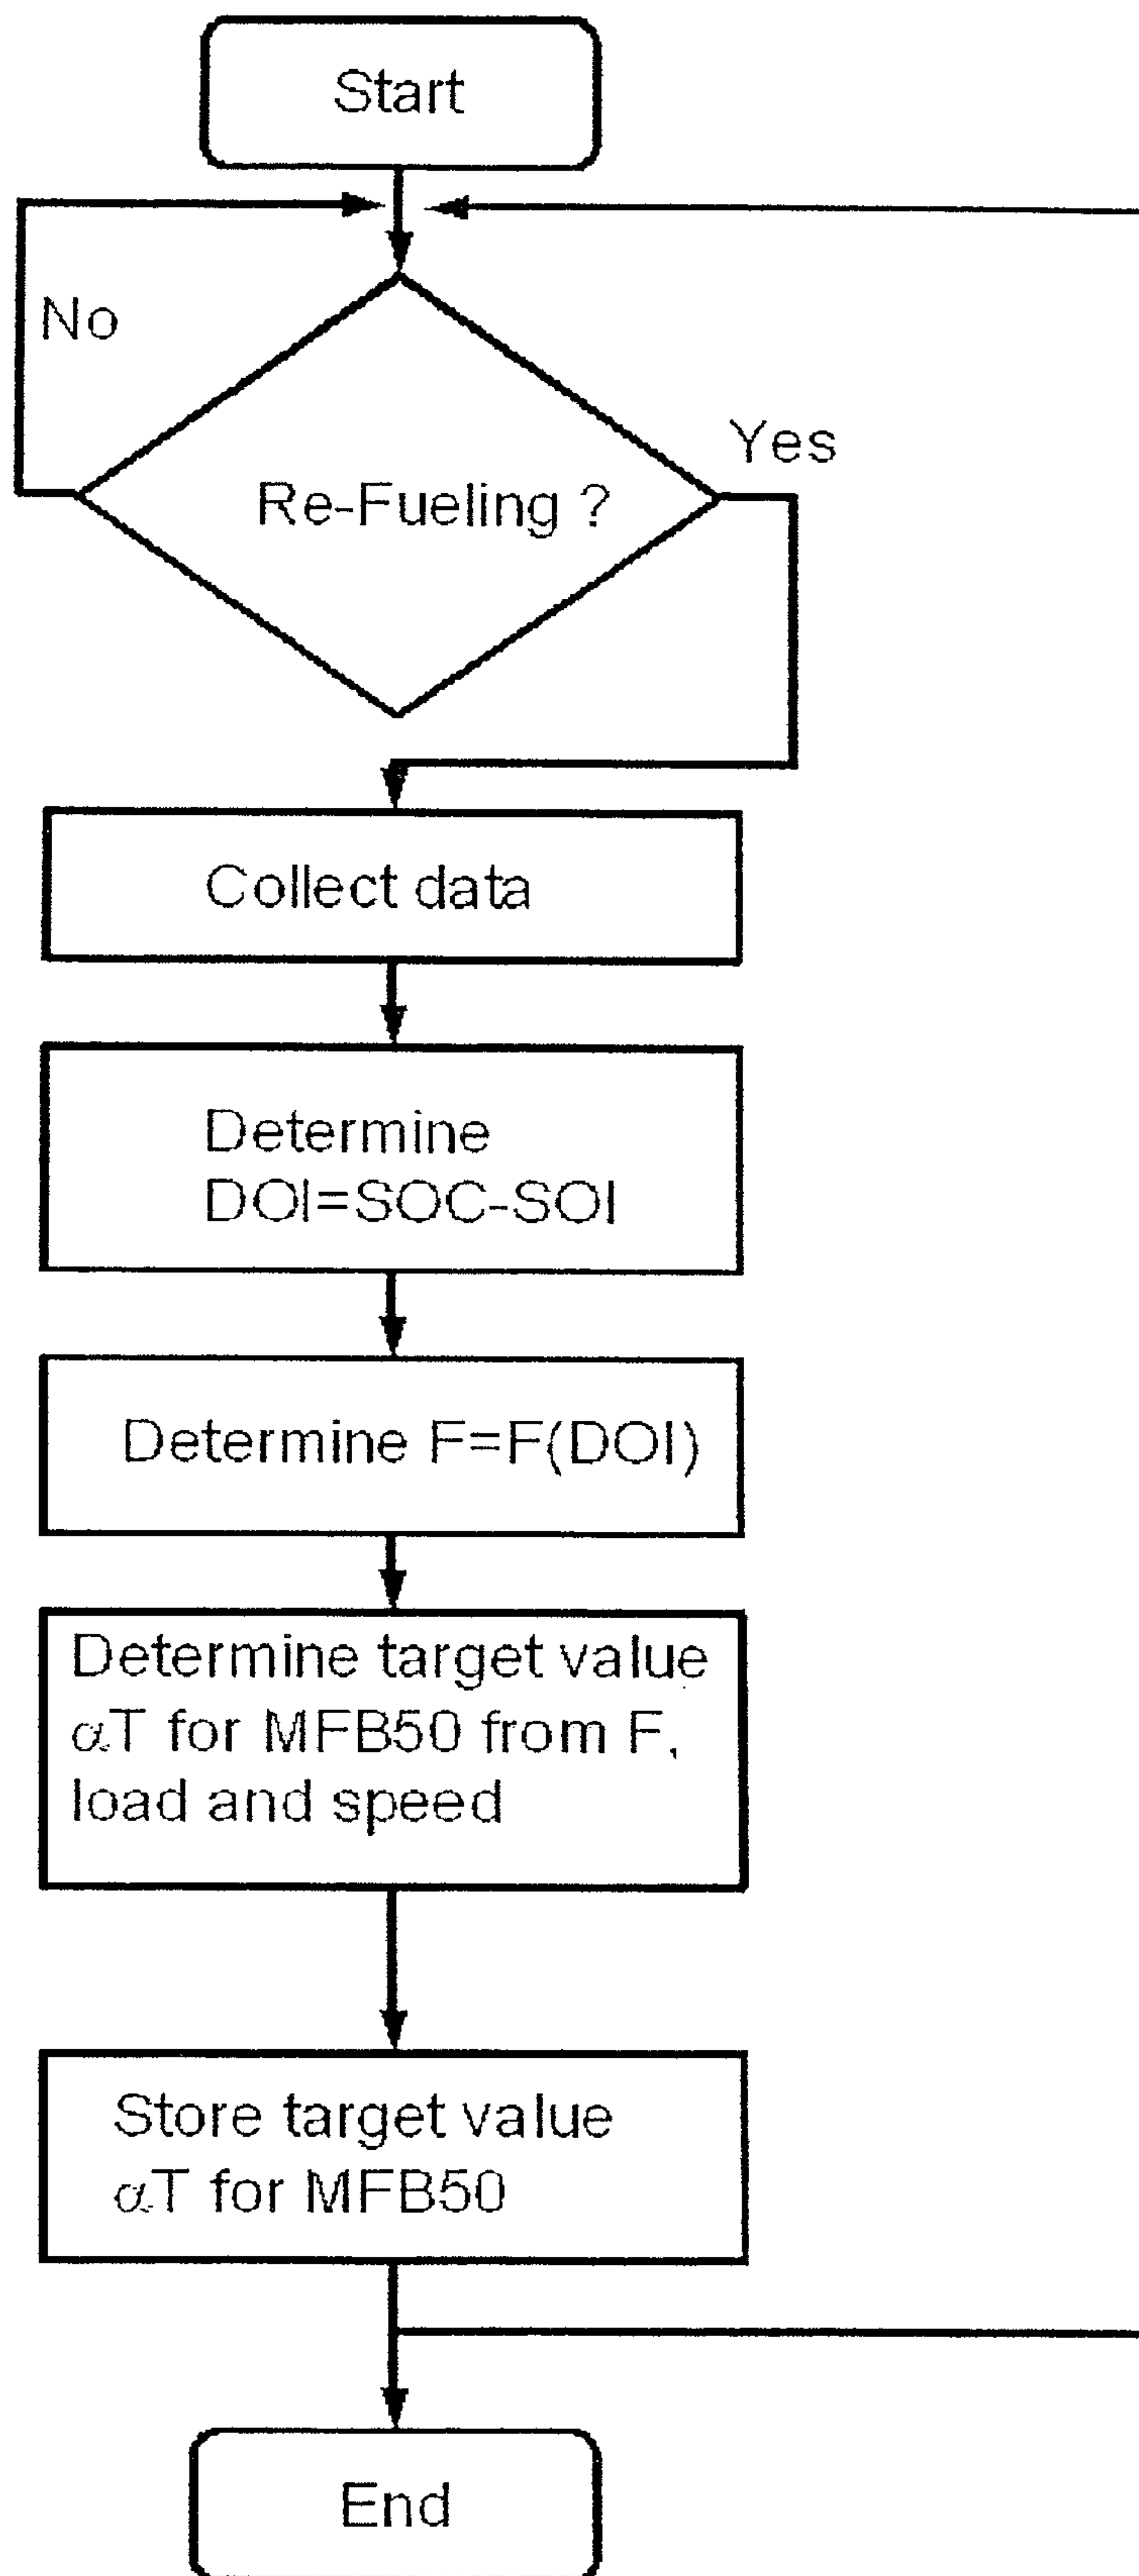 Start
No
Yes
Re-Fueling ?
Collect data
Determine
DOI=SOC-SOI
Determine F=F(DOI)
Determine target value
αT for MFB50 from F,
load and speed
Store target value
αT for MFB50
End